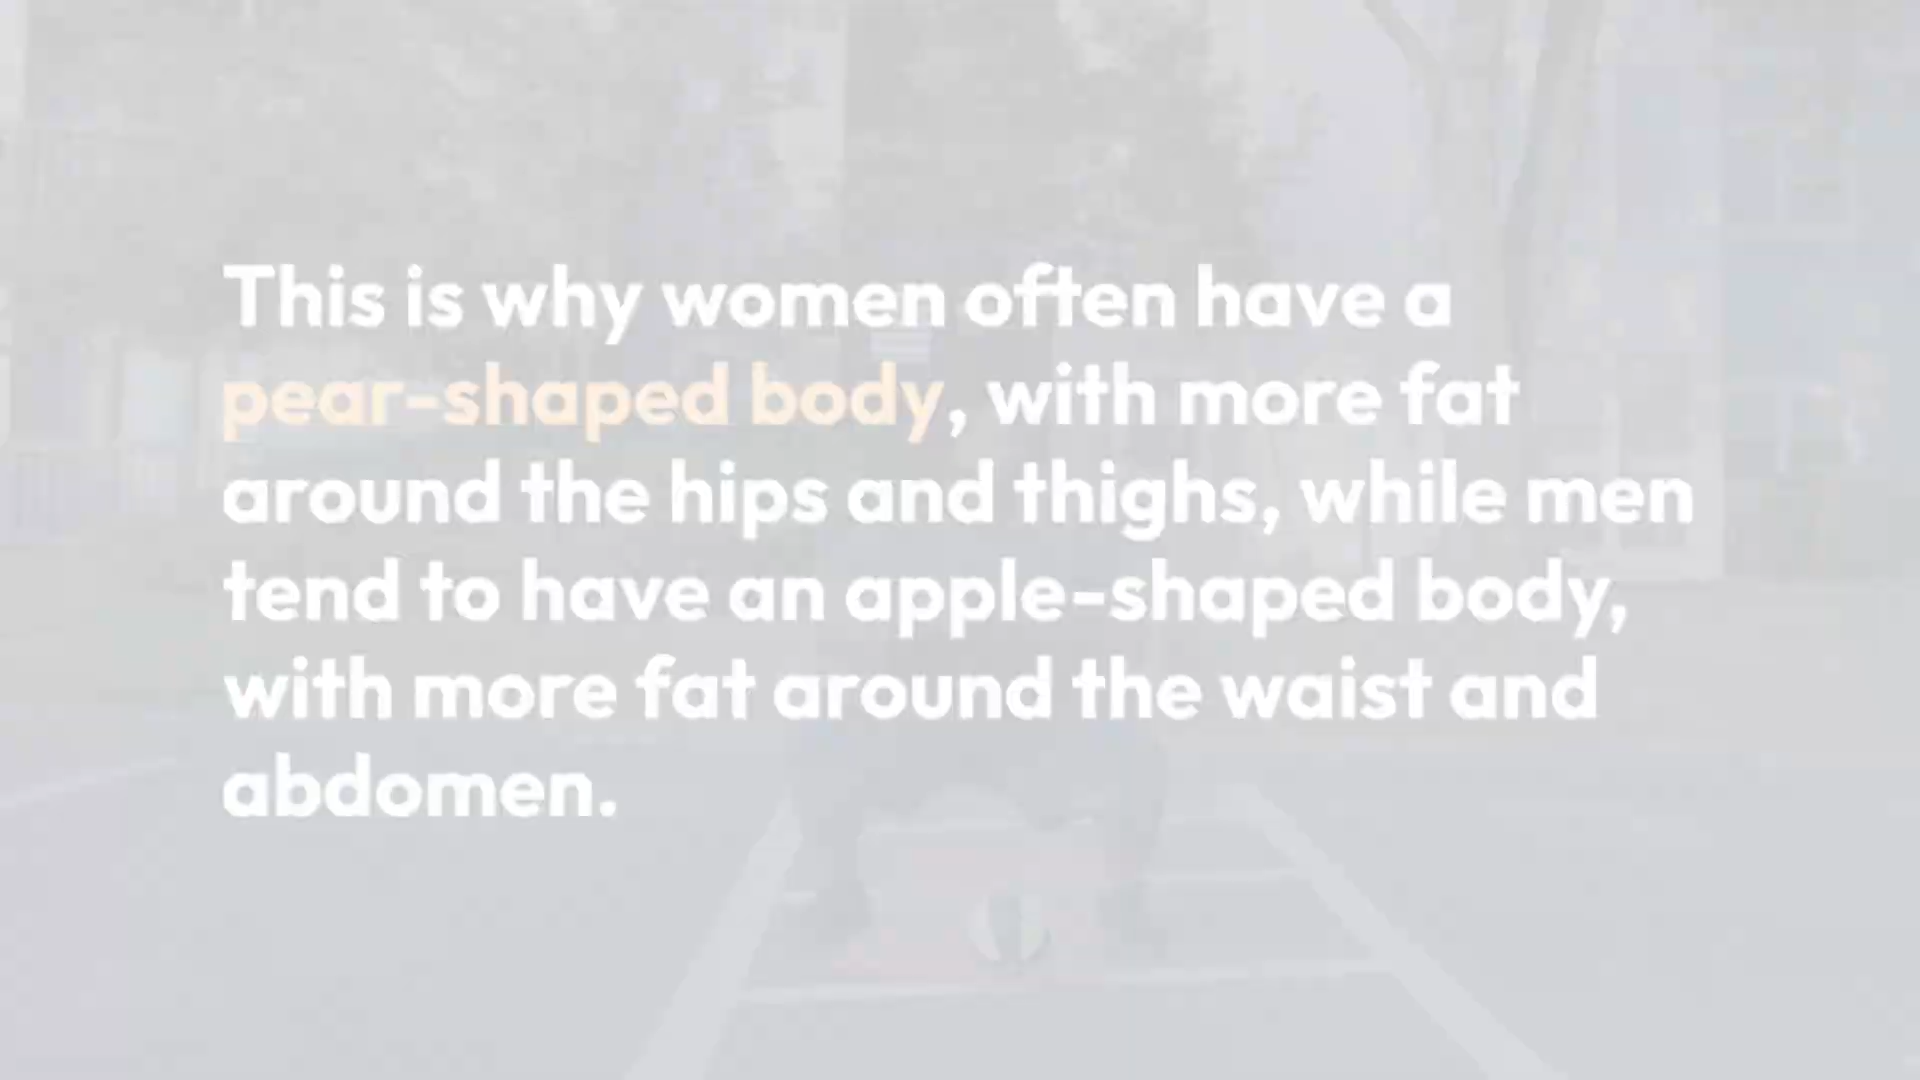 This is why women often have a
pear-shaped body, with more fat
around the hips and thighs, while men
tend to have an apple-shaped body,
with more fat around the waist and
abdomen.